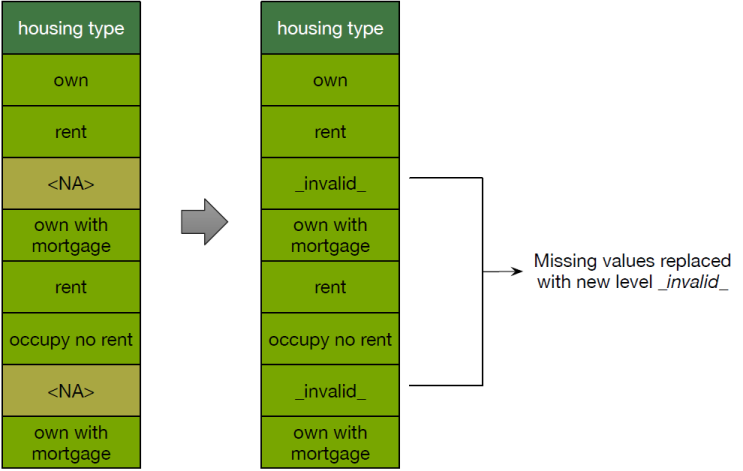 housing type
own
rent
<NA>
own with
mortgage
rent
occupy no rent
<NA>
own with
mortgage
housing type
own
rent
_invalid_
own with
mortgage
rent
occupy no rent
_invalid_
own with
mortgage
Missing values replaced
with new level _invalid_